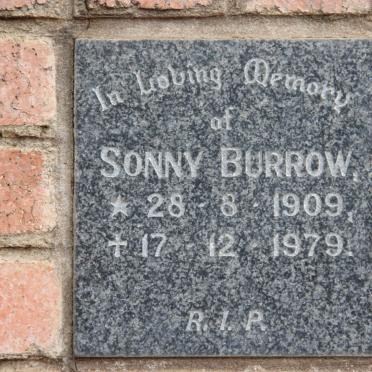 In Loving Memory
of
SONNY BURROW.
★ 28 - 8 - 1909.
✝ 17 12 - 1979.
R. I. P.